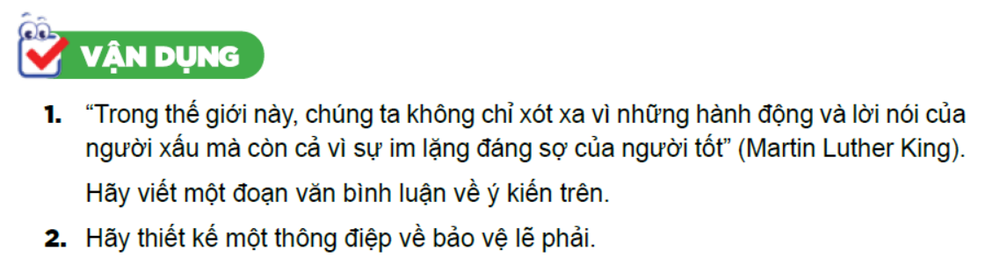 VẬN DỤNG
1. “Trong thế giới này, chúng ta không chỉ xót xa vì những hành động và lời nói của
người xấu mà còn cả vì sự im lặng đáng sợ của người tốt” (Martin Luther King).
Hãy viết một đoạn văn bình luận về ý kiến trên.
2. Hãy thiết kế một thông điệp về bảo vệ lẽ phải.